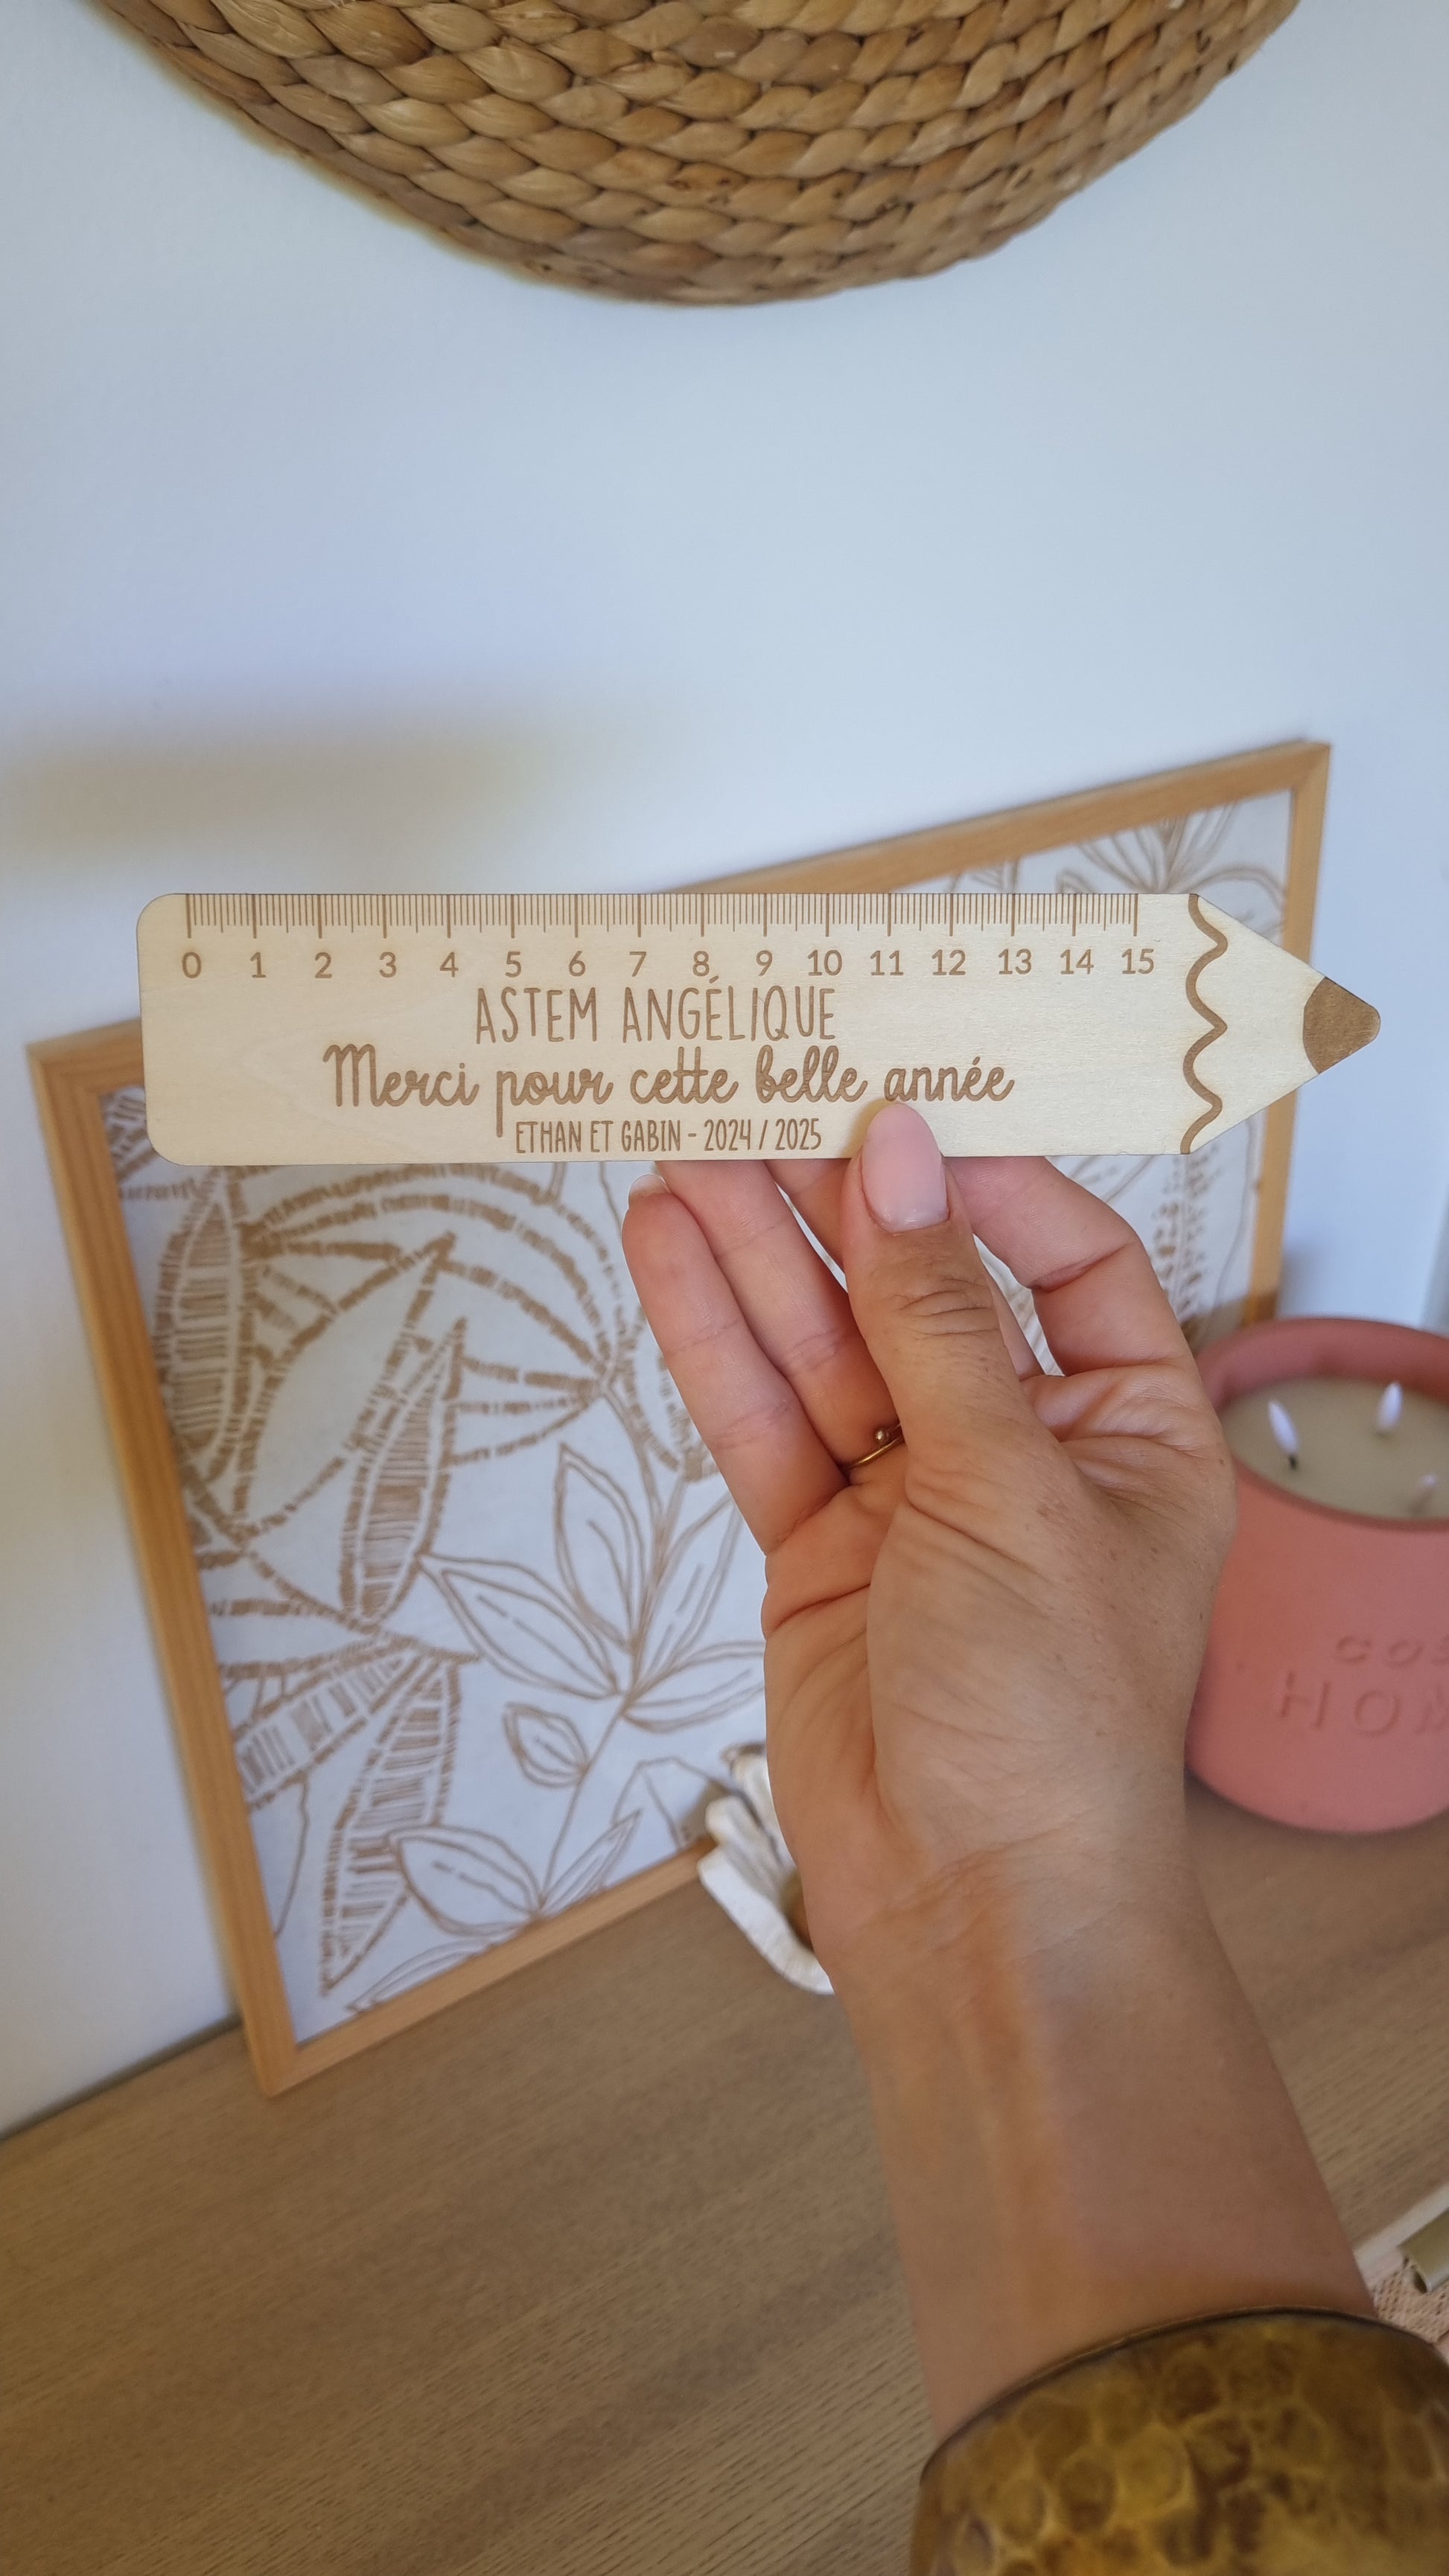 0 1 2 3 4 5 6 7 8 9 10 11 12 13 14 15
ASTEM ANGÉLIQUE
Merci pour cette belle année
ETHAN ET GABIN - 2024 / 2025